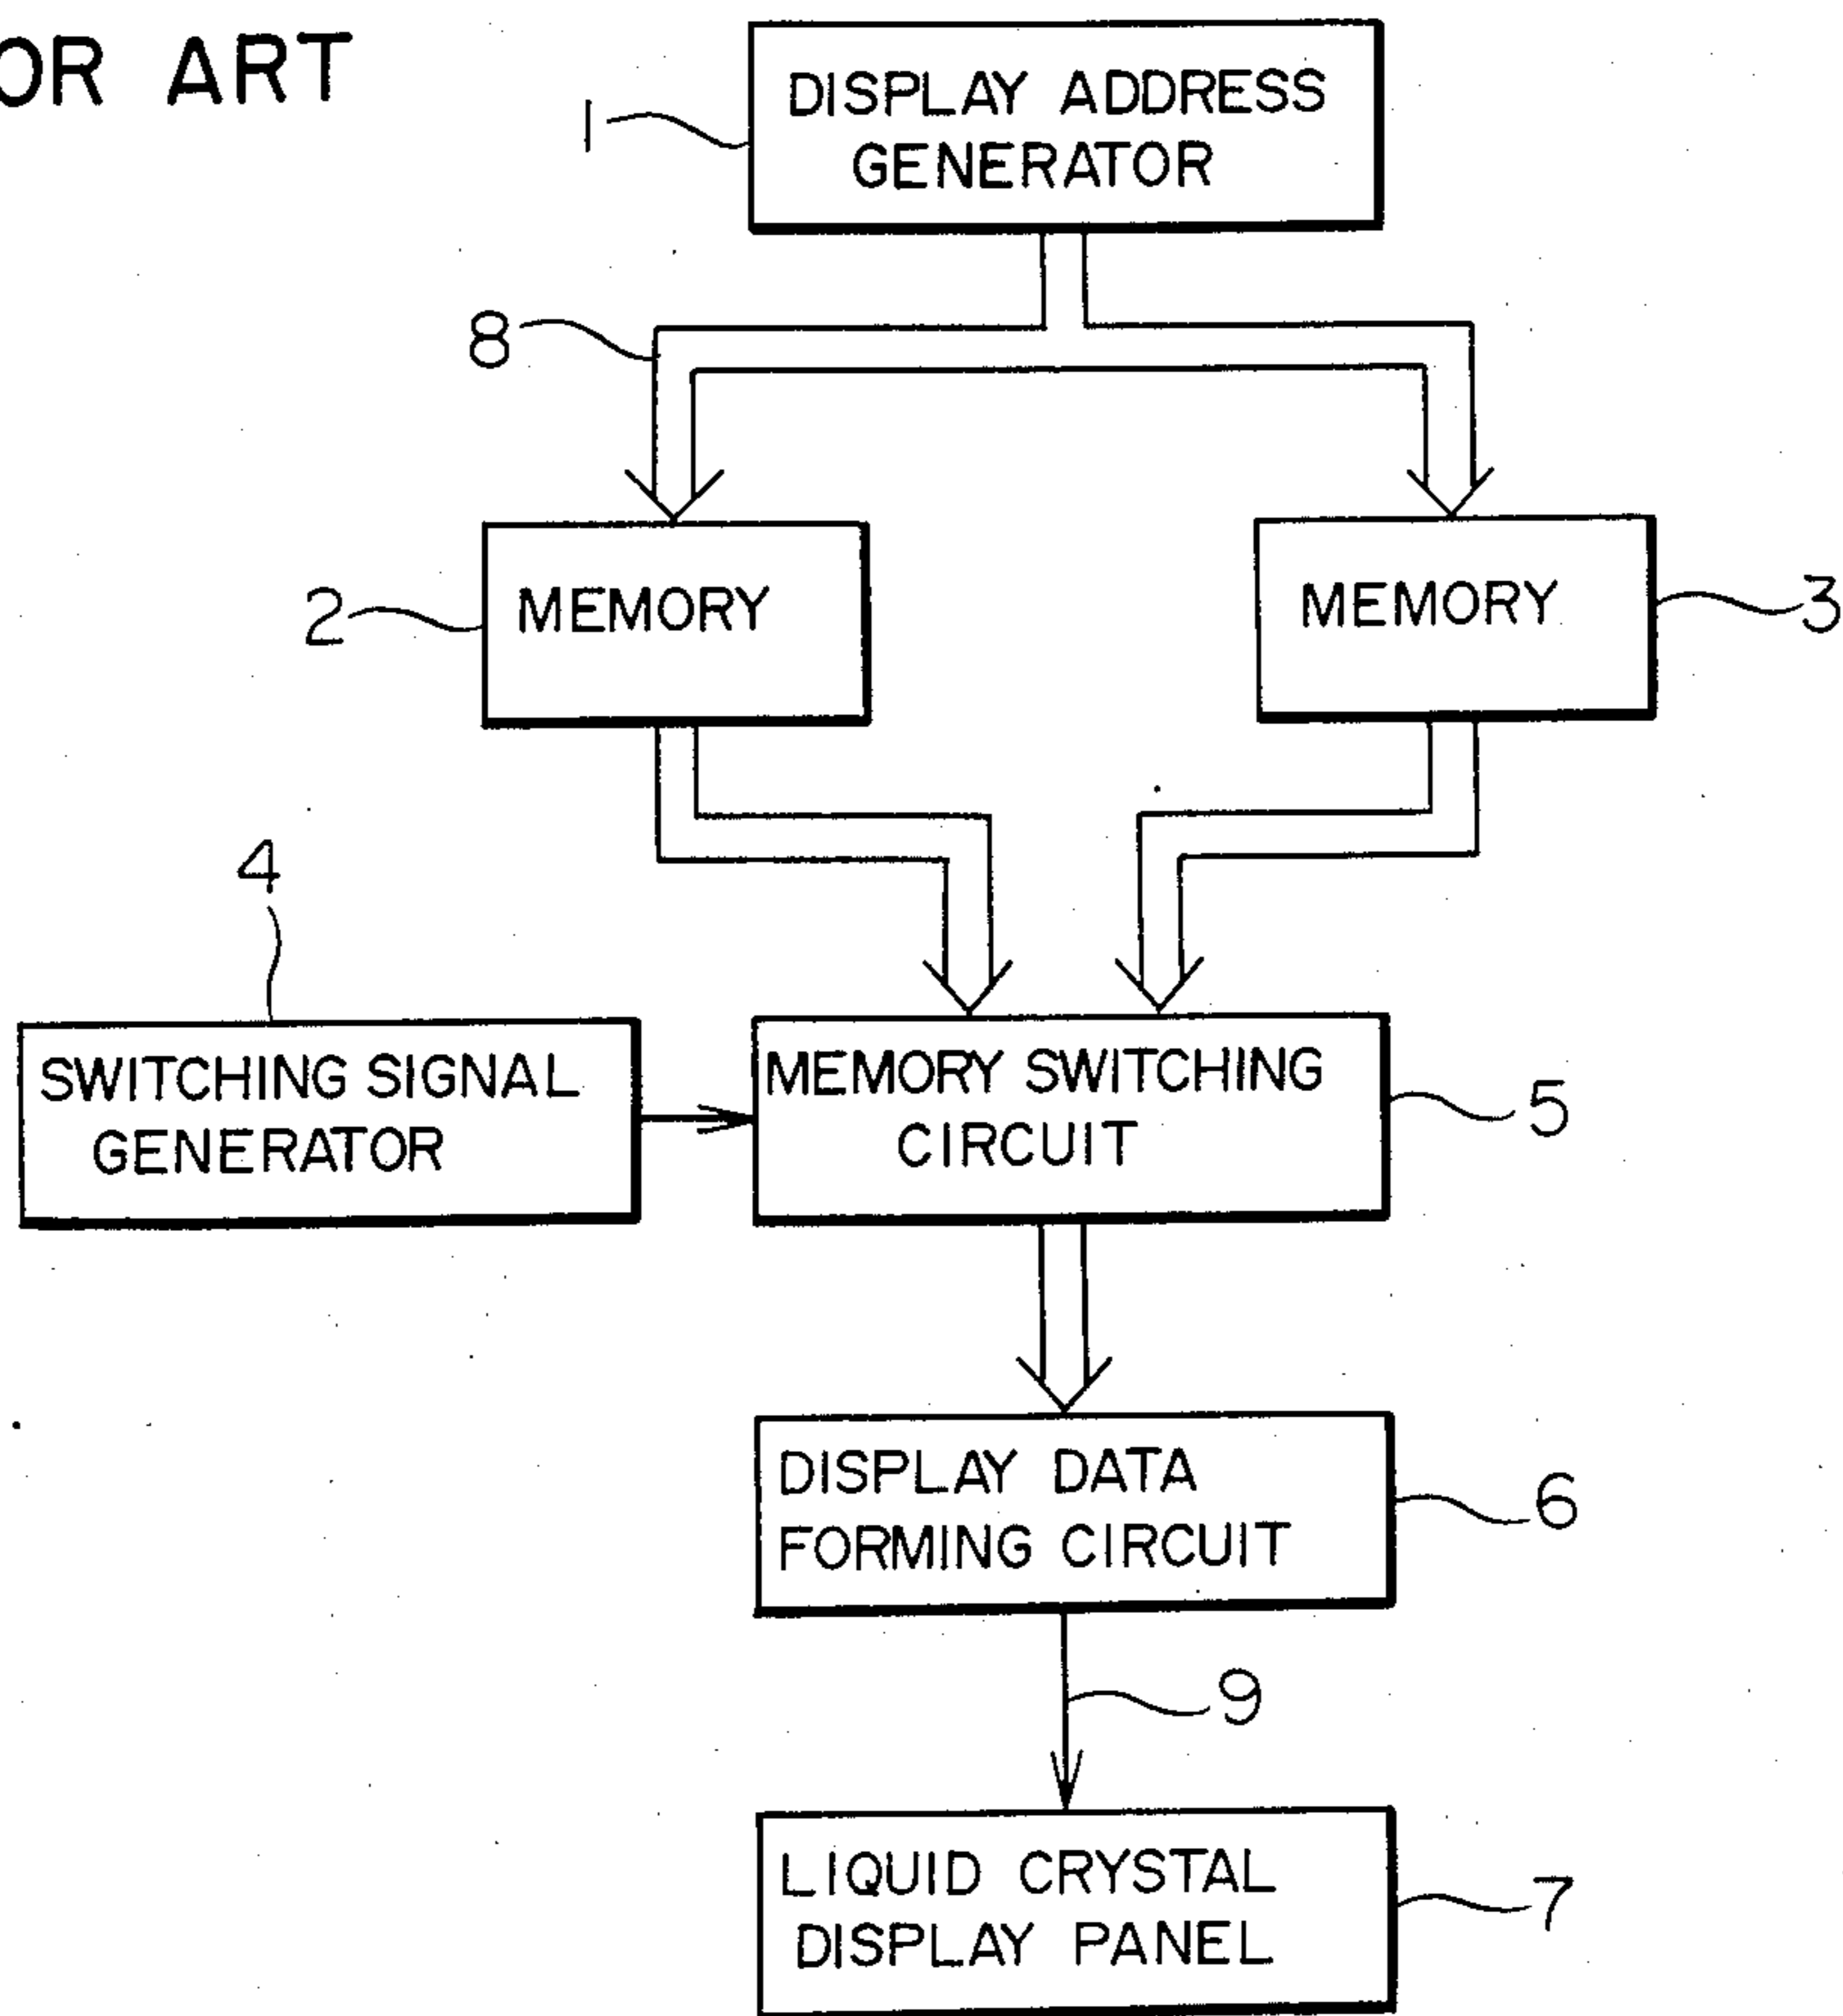 OR ART
DISPLAY ADDRESS
GENERATOR
1
8
MEMORY
2
MEMORY
3
4
SWITCHING SIGNAL
GENERATOR
MEMORY SWITCHING
CIRCUIT
5
DISPLAY DATA
FORMING CIRCUIT
6
9
LIQUID CRYSTAL
DISPLAY PANEL
7